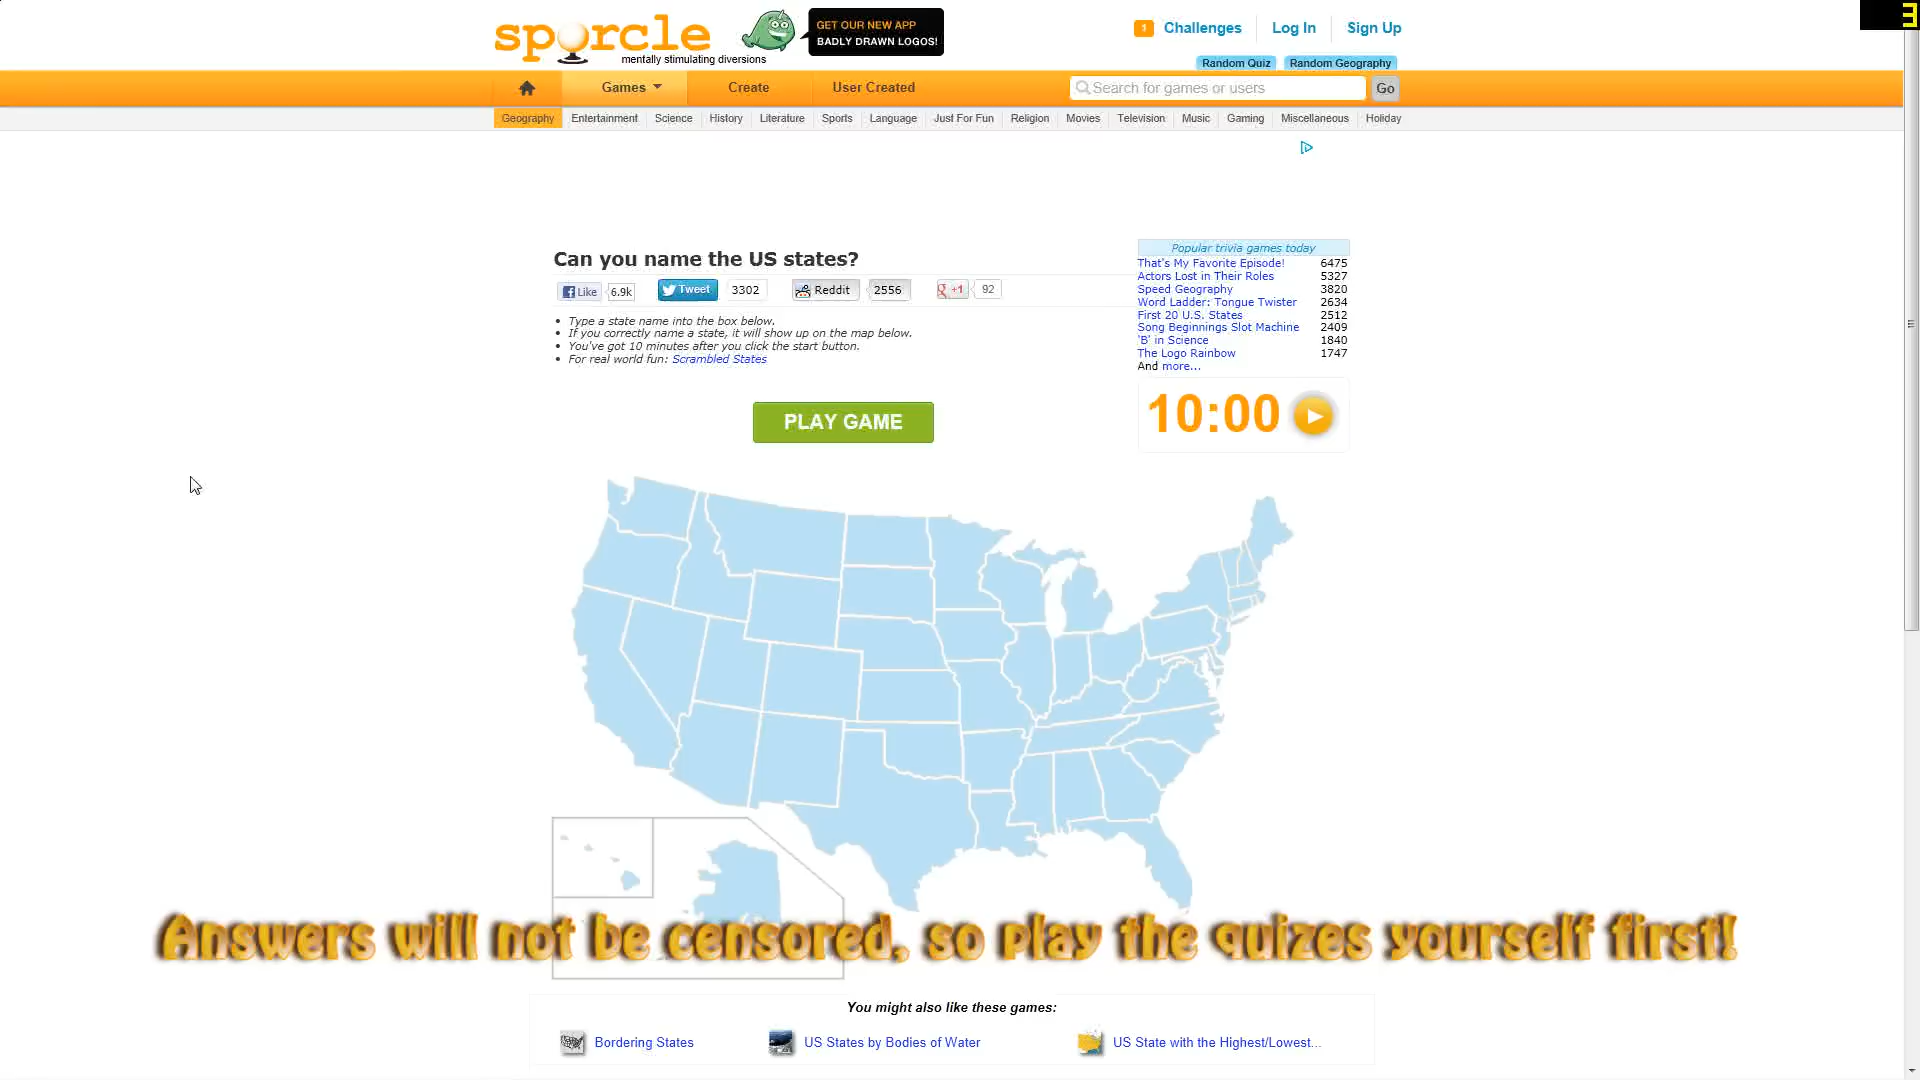 sporcle
mentally stimulating diversions
GET OUR NEW APP
BADLY DRAWN LOGOS!
1 Challenges
Log In
Sign Up
3
Random Quiz
Random Geography
Games
Create
User Created
Search for games or users
Go
Geography
Entertainment
Science
History
Literature
Sports
Language
Just For Fun
Religion
Movies
Television
Music
Gaming
Miscellaneous
Holiday
Can you name the US states?
Like 6.9k
Tweet 3302
Reddit 2556
+1 92
• Type a state name into the box below.
• If you correctly name a state, it will show up on the map below.
• You've got 10 minutes after you click the start button.
• For real world fun: Scrambled States
Popular trivia games today
That's My Favorite Episode! 6475
Actors Lost in Their Roles 5327
Speed Geography 3820
Word Ladder: Tongue Twister 2634
First 20 U.S. States 2512
Song Beginnings Slot Machine 2409
'B' in Science 1840
The Logo Rainbow 1747
And more...
PLAY GAME
10:00
Answers will not be censored, so play the quizes yourself first!
You might also like these games:
Bordering States
US States by Bodies of Water
US State with the Highest/Lowest...